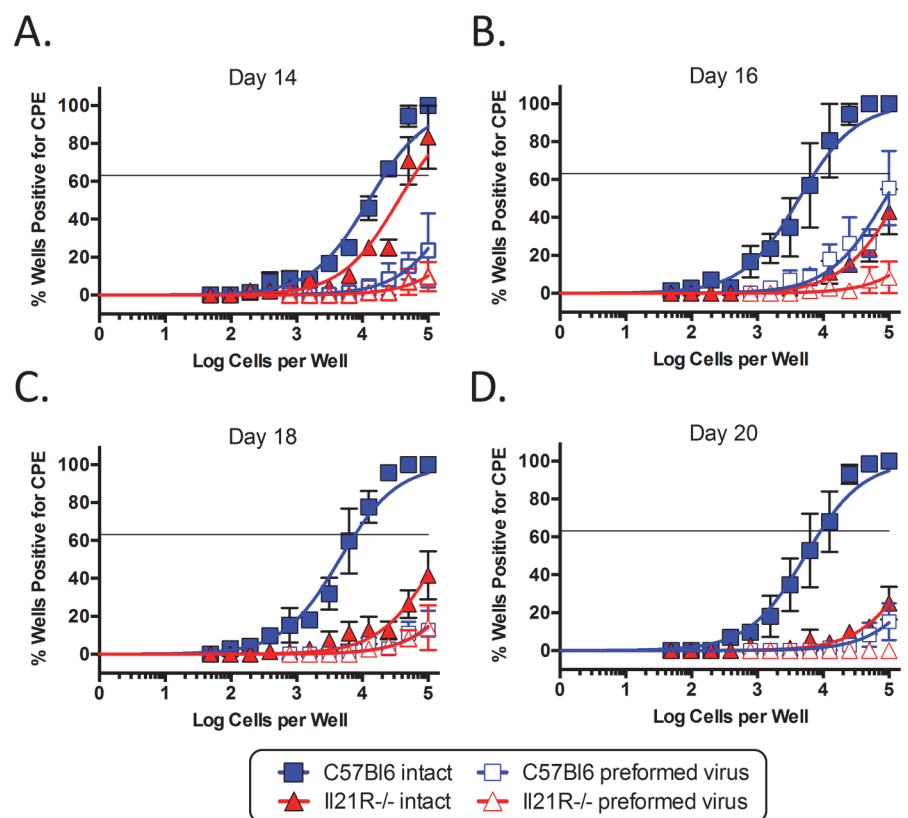 A.
Day 14
% Wells Positive for CPE
100
80
60
40
20
0
0 1 2 3 4 5
Log Cells per Well
B.
Day 16
% Wells Positive for CPE
100
80
60
40
20
0
0 1 2 3 4 5
Log Cells per Well
C.
Day 18
% Wells Positive for CPE
100
80
60
40
20
0
0 1 2 3 4 5
Log Cells per Well
D.
Day 20
% Wells Positive for CPE
100
80
60
40
20
0
0 1 2 3 4 5
Log Cells per Well
C57Bl6 intact
C57Bl6 preformed virus
Il21R-/- intact
Il21R-/- preformed virus